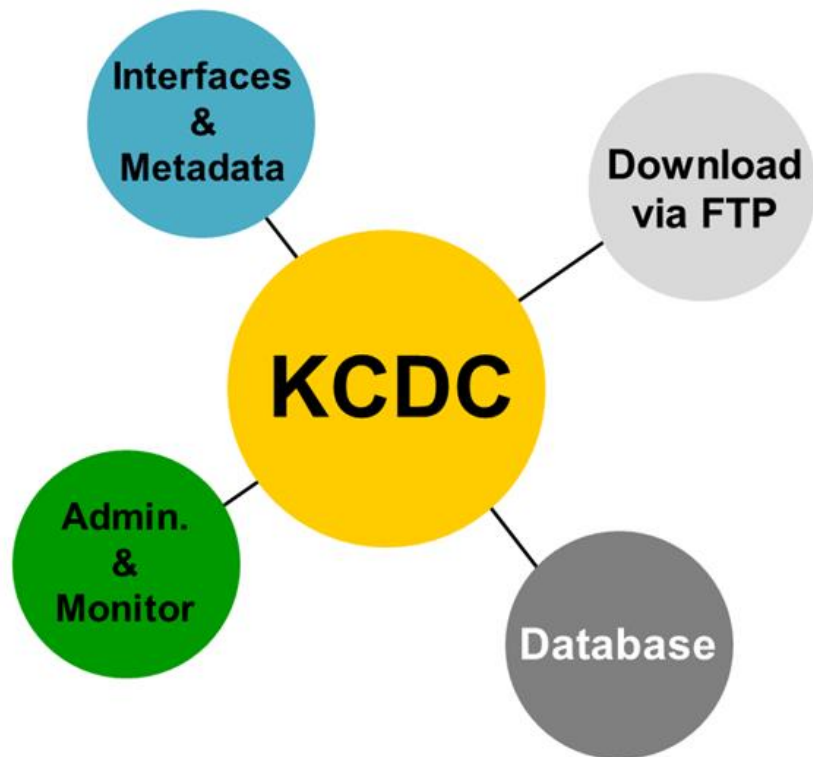 Interfaces
&
Metadata
Download
via FTP
KCDC
Admin.
&
Monitor
Database